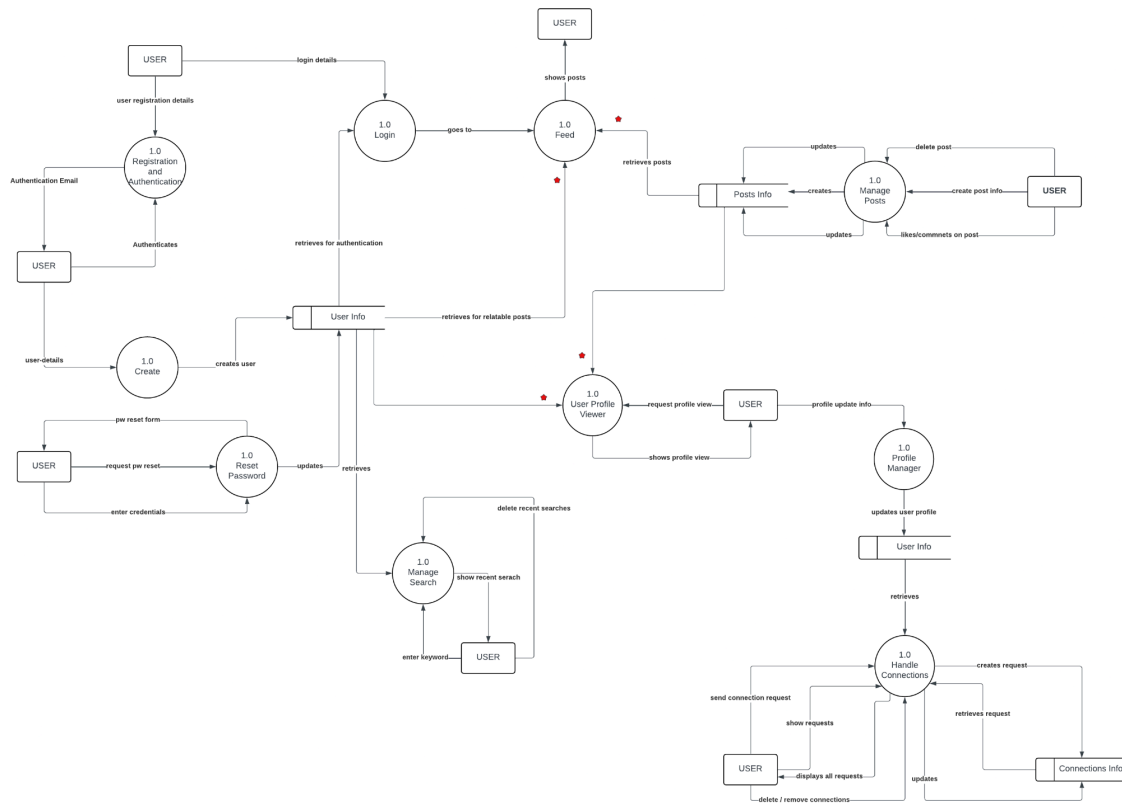 USER
USER
login details
shows posts
user registration details
1.0
Login
goes to
1.0
Feed
1.0
Registration
and
Authentication
Authentication Email
Authenticates
USER
retrieves posts
updates
delete post
Posts Info
creates
1.0
Manage
Posts
create post info
USER
updates
likes/commnets on post
retrieves for authentication
User Info
retrieves for relatable posts
user-details
1.0
Create
creates user
pw reset form
USER
request pw reset
1.0
Reset
Password
updates
enter credentials
retrieves
1.0
User Profile
Viewer
request profile view
USER
profile update info
shows profile view
1.0
Profile
Manager
updates user profile
User Info
retrieves
delete recent searches
1.0
Manage
Search
show recent serach
enter keyword
USER
1.0
Handle
Connections
creates request
send connection request
show requests
retrieves request
USER
displays all requests
updates
Connections Info
delete / remove connections